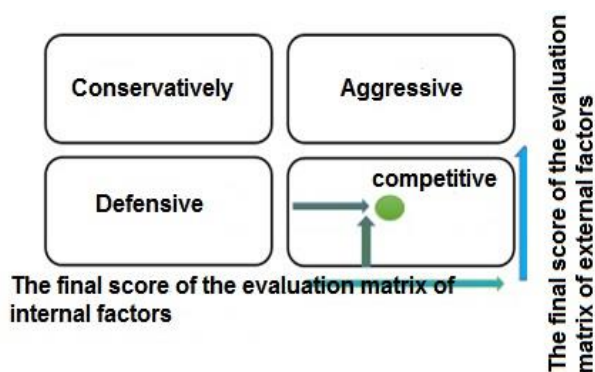 Conservatively
Aggressive
Defensive
competitive
The final score of the evaluation matrix of
internal factors
The final score of the evaluation
matrix of external factors